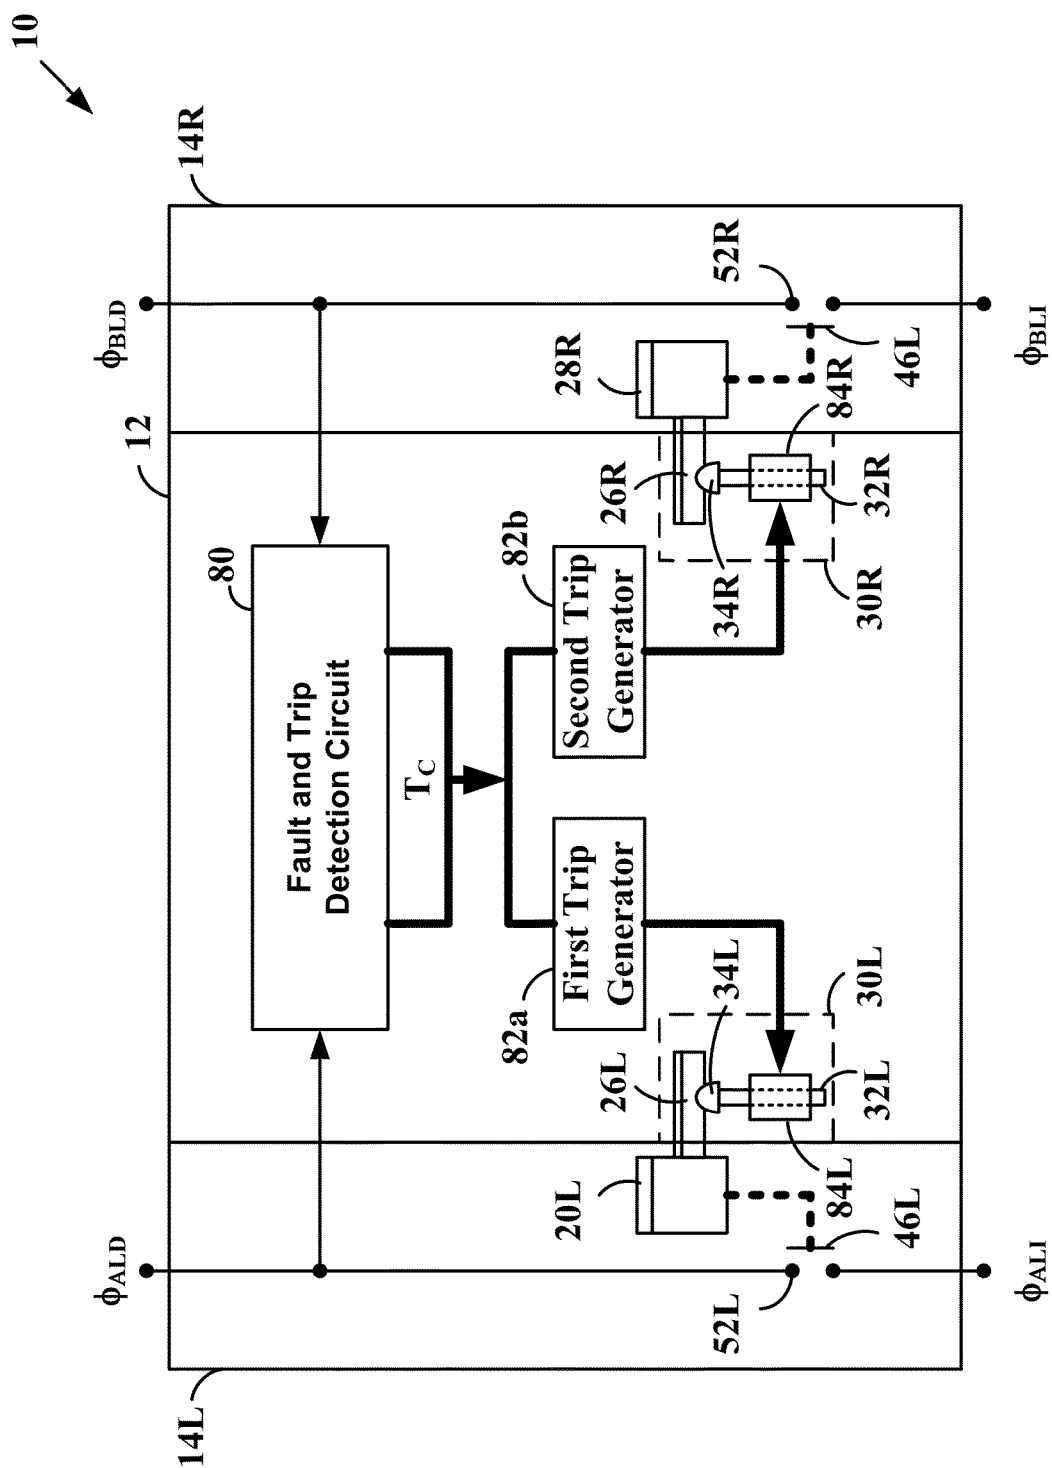 10
14L
14R
12
ϕALD
ϕBLD
80
Fault and Trip
Detection Circuit
TC
82a
First Trip
Generator
82b
Second Trip
Generator
20L
26L
34L
30L
26R
28R
34R
30R
52L
46L
84L
32L
52R
46L
84R
32R
ϕALI
ϕBLI